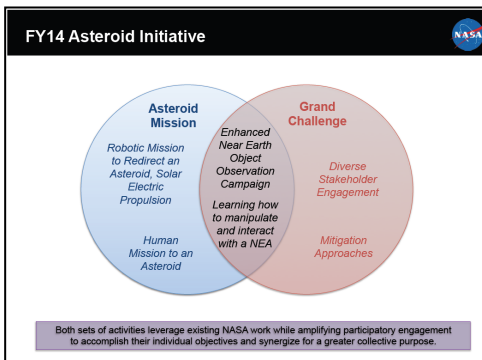 FY14 Asteroid Initiative
NASA
Asteroid
Mission
Robotic Mission
to Redirect an
Asteroid, Solar
Electric
Propulsion
Human
Mission to an
Asteroid
Enhanced
Near Earth
Object
Observation
Campaign
Learning how
to manipulate
and interact
with a NEA
Grand
Challenge
Diverse
Stakeholder
Engagement
Mitigation
Approaches
Both sets of activities leverage existing NASA work while amplifying participatory engagement
to accomplish their individual objectives and synergize for a greater collective purpose.